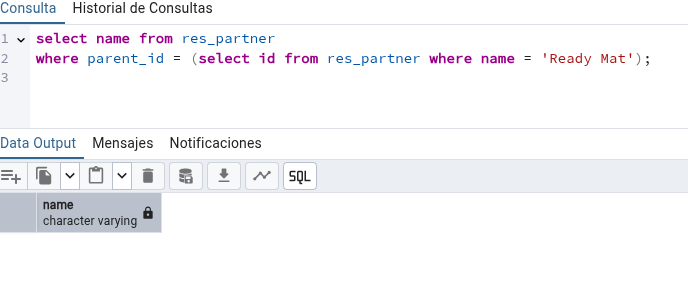 Consulta Historial de Consultas
1 select name from res_partner
2 where parent_id = (select id from res_partner where name = 'Ready Mat');
3
Data Output Mensajes Notificaciones
SQL
name
character varying